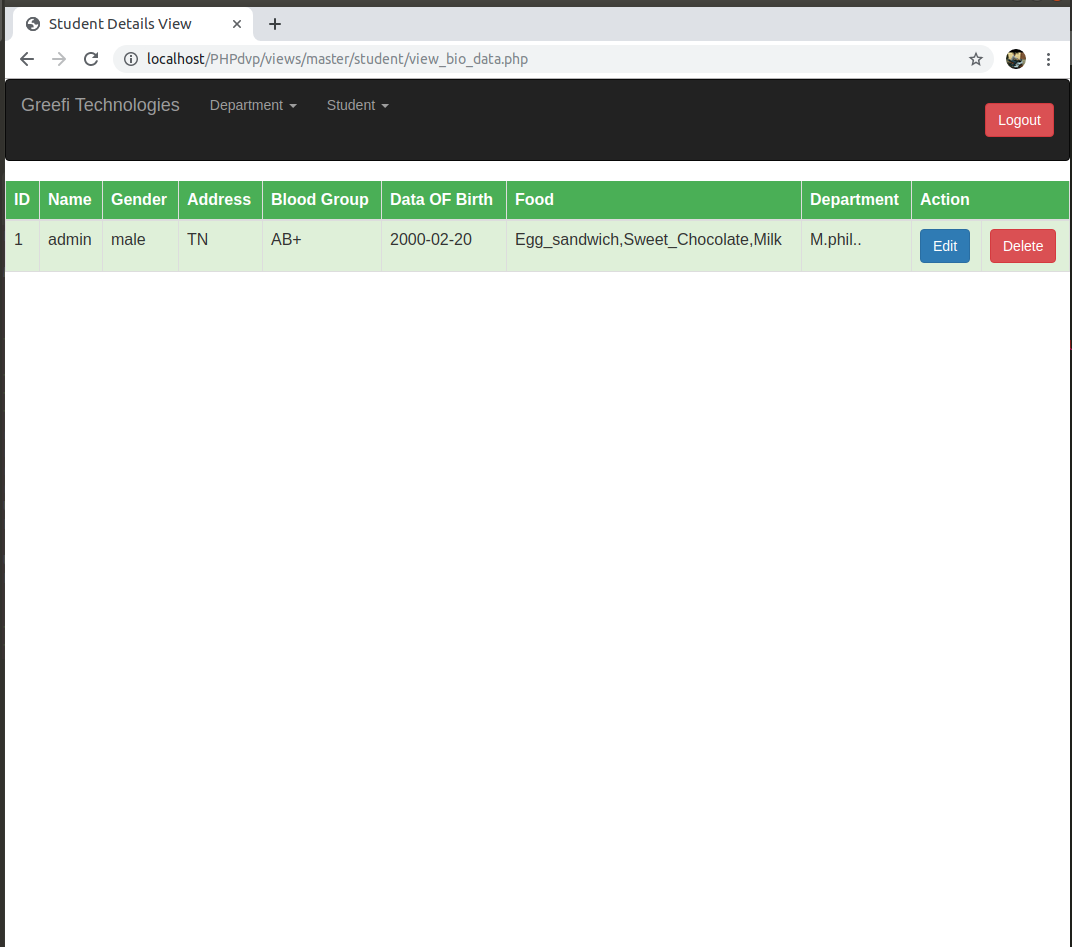 Student Details View
localhost/PHPdvp/views/master/student/view_bio_data.php
Greefi Technologies Department Student Logout
ID Name Gender Address Blood Group Data OF Birth Food Department Action
1 admin male TN AB+ 2000-02-20 Egg_sandwich,Sweet_Chocolate,Milk M.phil.. Edit Delete